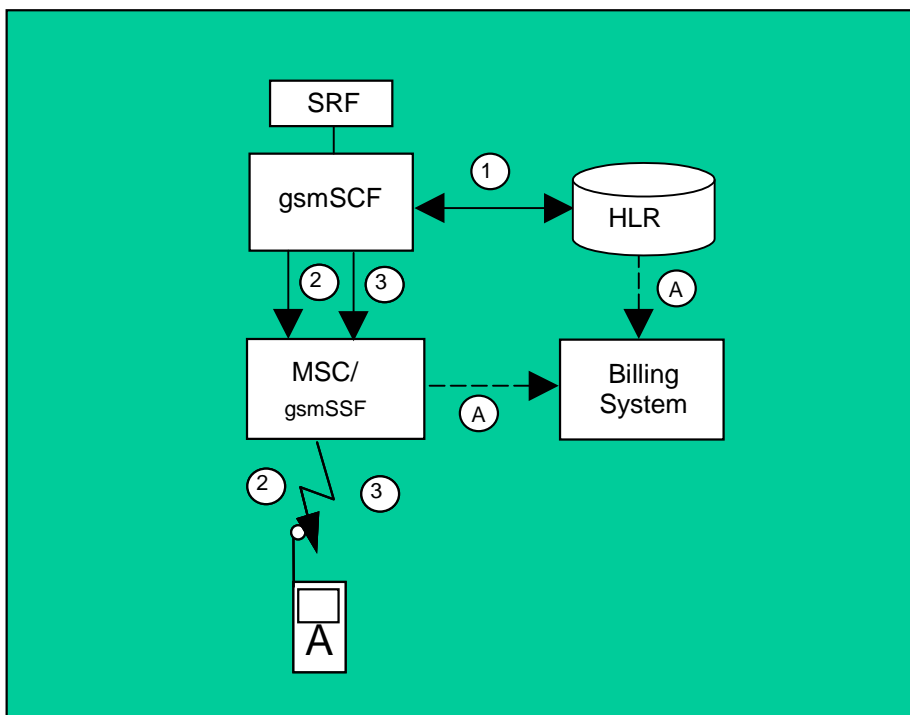 SRF
gsmSCF
1
HLR
2
3
A
MSC/
gsmSSF
A
Billing
System
2
3
A